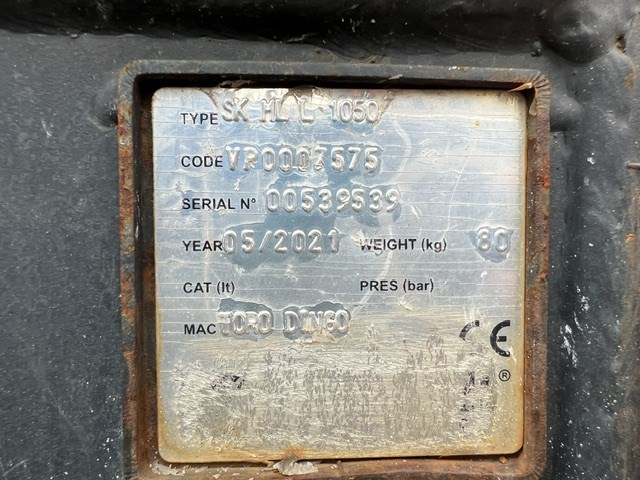 TYPE SK ML L-1050
CODE VP0007575
SERIAL N° 00539539
YEAR 05/2021 WEIGHT (kg) 80
CAT (lt) PRES (bar)
MAC TORO DINGO
CE
®